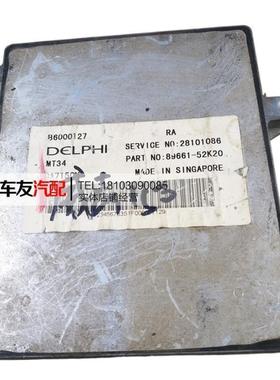 86000127
RA
DELPHI
SERVICE NO:28101086
MT34
PART NO:89661-52K20
MADE IN SINGAPORE
车友汽配
TEL:18103090085
实体店铺经营